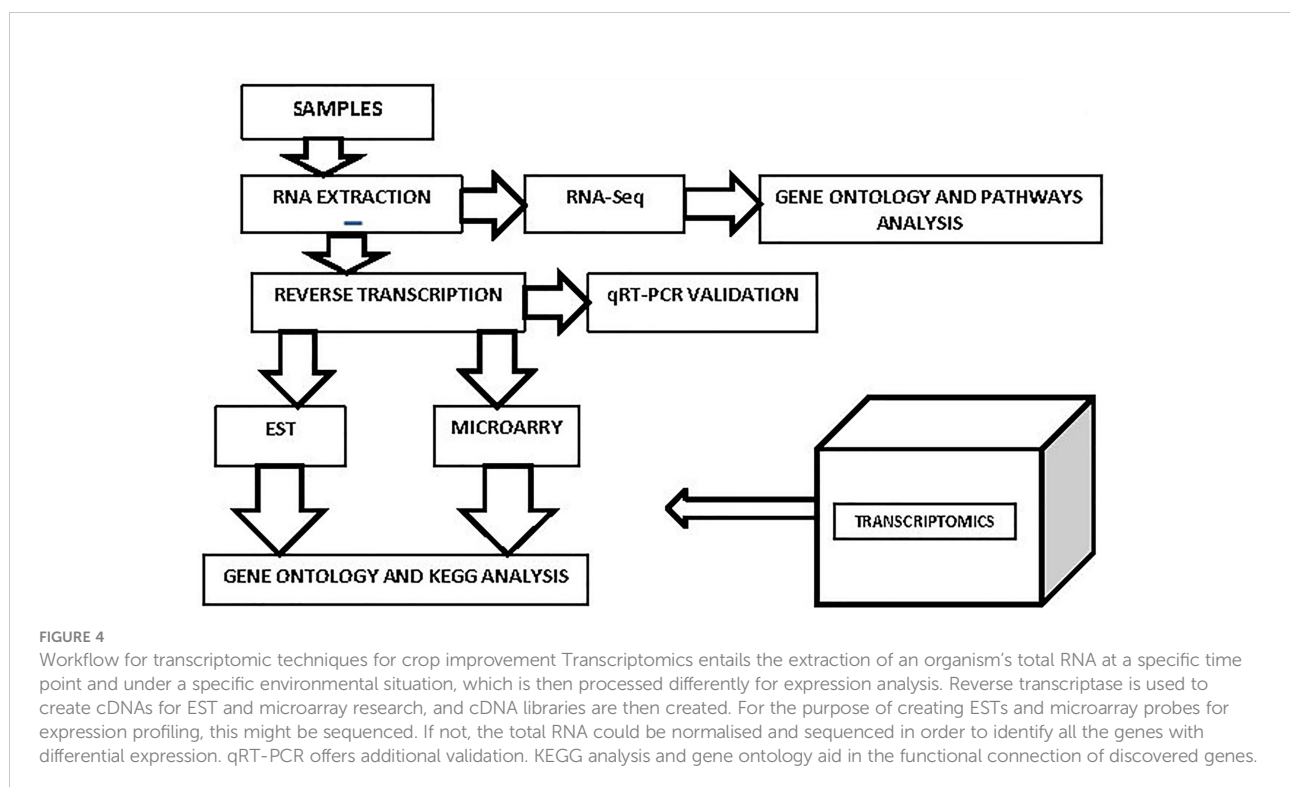 SAMPLES
RNA EXTRACTION
RNA-Seq
GENE ONTOLOGY AND PATHWAYS
ANALYSIS
REVERSE TRANSCRIPTION
qRT-PCR VALIDATION
EST
MICROARRY
TRANSCRIPTOMICS
GENE ONTOLOGY AND KEGG ANALYSIS
FIGURE 4
Workflow for transcriptomic techniques for crop improvement Transcriptomics entails the extraction of an organism's total RNA at a specific time
point and under a specific environmental situation, which is then processed differently for expression analysis. Reverse transcriptase is used to
create cDNAs for EST and microarray research, and cDNA libraries are then created. For the purpose of creating ESTs and microarray probes for
expression profiling, this might be sequenced. If not, the total RNA could be normalised and sequenced in order to identify all the genes with
differential expression. qRT-PCR offers additional validation. KEGG analysis and gene ontology aid in the functional connection of discovered genes.